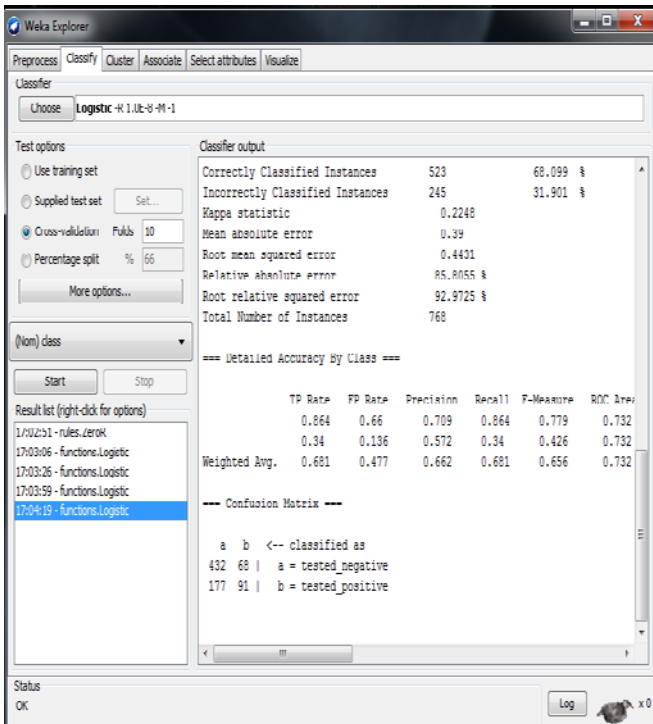 Weka Explorer
Preprocess Classify Cluster Associate Select attributes Visualize
Classifier
Choose Logistic -R 1.0E-8 -M -1
Test options
Use training set
Supplied test set Set...
Cross-validation Folds 10
Percentage split % 66
More options...
(Nom) class
Start Stop
Result list (right-click for options)
17:02:51 - rules.ZeroR
17:03:06 - functions.Logistic
17:03:26 - functions.Logistic
17:03:59 - functions.Logistic
17:04:19 - functions.Logistic
Classifier output
Correctly Classified Instances 523 68.099 %
Incorrectly Classified Instances 245 31.901 %
Kappa statistic 0.2248
Mean absolute error 0.39
Root mean squared error 0.4431
Relative absolute error 85.8055 %
Root relative squared error 92.9725 %
Total Number of Instances 768
=== Detailed Accuracy By Class ===
TP Rate FP Rate Precision Recall F-Measure ROC Area
0.864 0.66 0.709 0.864 0.779 0.732
0.34 0.136 0.572 0.34 0.426 0.732
Weighted Avg. 0.681 0.477 0.662 0.681 0.656 0.732
=== Confusion Matrix ===
a b <-- classified as
432 68 | a = tested_negative
177 91 | b = tested_positive
Status
OK
Log
x 0